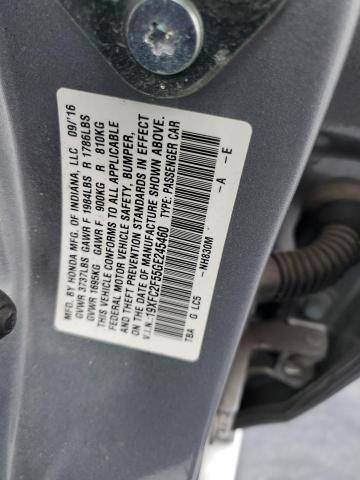 MFD. BY HONDA MFG. OF INDIANA, LLC 09/'16
GVWR 3737LBS GAWR F 1984LBS R 1786LBS
GVWR 1695KG GAWR F 900KG R 810KG
THIS VEHICLE CONFORMS TO ALL APPLICABLE
FEDERAL MOTOR VEHICLE SAFETY, BUMPER,
AND THEFT PREVENTION STANDARDS IN EFFECT
ON THE DATE OF MANUFACTURE SHOWN ABOVE.
V.I.N.: 19XFC2F55GE245460 TYPE: PASSENGER CAR
-NH830M -A -E
TBA G LC5